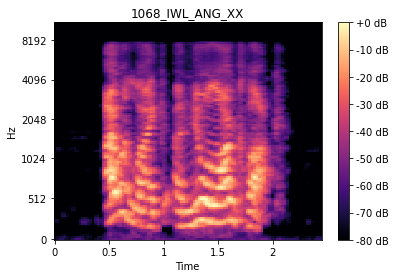 1068_IWL_ANG_XX
8192
4096
2048
1024
512
0
Hz
0
0.5
1
1.5
2
Time
+0 dB
-10 dB
-20 dB
-30 dB
-40 dB
-50 dB
-60 dB
-70 dB
-80 dB